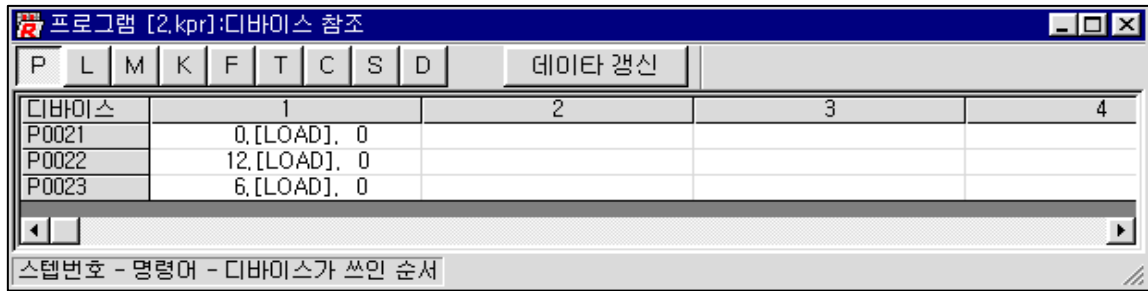 프로그램 [2.kpr]:디바이스 참조
P L M K F T C S D 데이타 갱신
디바이스 1 2 3 4
P0021 0,[LOAD], 0
P0022 12,[LOAD], 0
P0023 6,[LOAD], 0
스텝번호 - 명령어 - 디바이스가 쓰인 순서